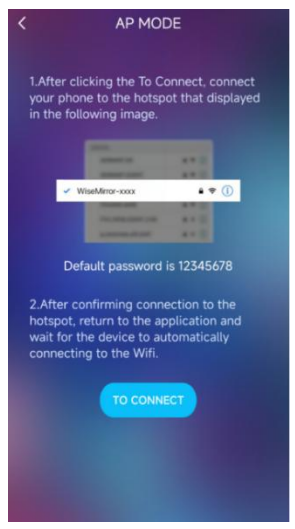 AP MODE
1.After clicking the To Connect, connect
your phone to the hotspot that displayed
in the following image.
WiseMirror-xxxx
Default password is 12345678
2.After confirming connection to the
hotspot, return to the application and
wait for the device to automatically
connecting to the Wifi.
TO CONNECT